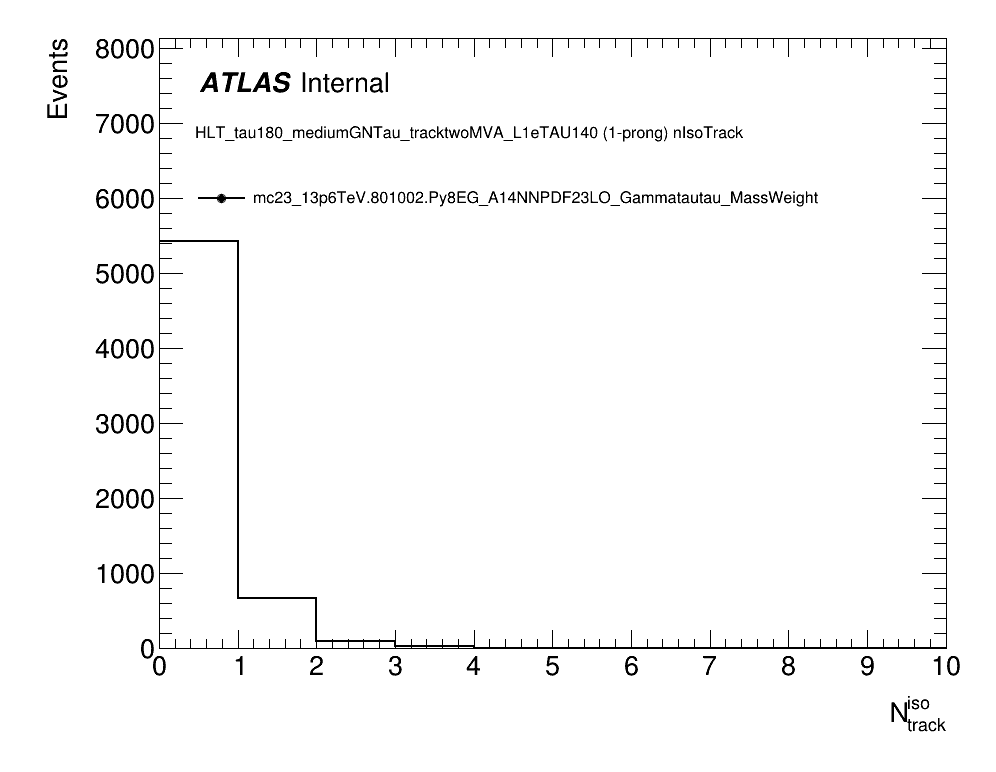 Events
8000
7000
6000
5000
4000
3000
2000
1000
0
ATLAS Internal
HLT_tau180_mediumGNTau_tracktwoMVA_L1eTAU140 (1-prong) nIsoTrack
mc23_13p6TeV.801002.Py8EG_A14NNPDF23LO_Gammatautau_MassWeight
0 1 2 3 4 5 6 7 8 9 10
N iso track